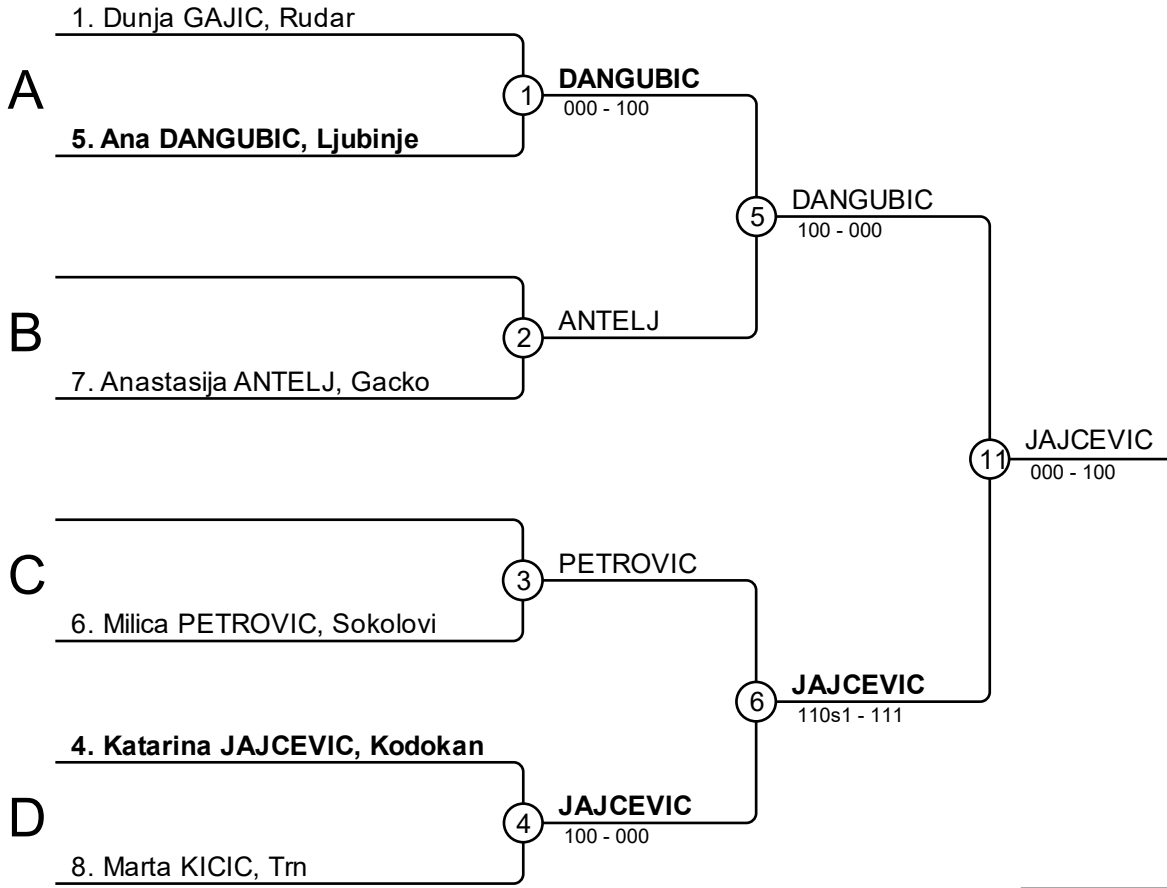 1. Dunja GAJIC, Rudar
A
1
DANGUBIC
000 - 100
5. Ana DANGUBIC, Ljubinje
5
DANGUBIC
100 - 000
B
2
ANTELJ
7. Anastasija ANTELJ, Gacko
11
JAJCEVIC
000 - 100
C
3
PETROVIC
6. Milica PETROVIC, Sokolovi
6
JAJCEVIC
110s1 - 111
4. Katarina JAJCEVIC, Kodokan
D
4
JAJCEVIC
100 - 000
8. Marta KICIC, Trn